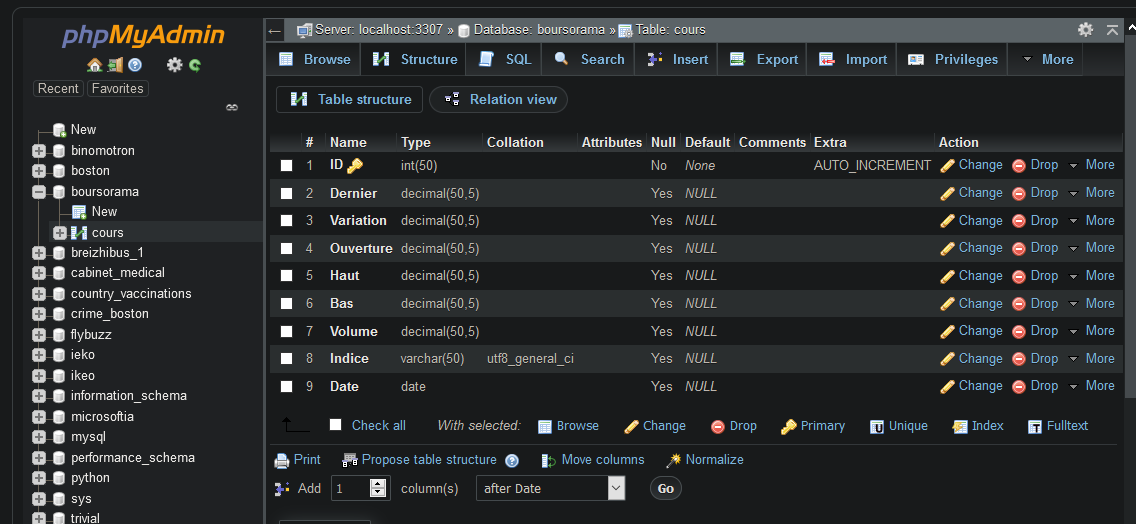 phpMyAdmin
Recent Favorites
New
binomotron
boston
boursorama
New
cours
breizhibus_1
cabinet_medical
country_vaccinations
crime_boston
flybuzz
ieko
ikeo
information_schema
microsoftia
mysql
performance_schema
python
sys
trivial
Server: localhost:3307 » Database: boursorama » Table: cours
Browse Structure SQL Search Insert Export Import Privileges More
Table structure Relation view
# Name Type Collation Attributes Null Default Comments Extra Action
1 ID int(50) No None AUTO_INCREMENT Change Drop More
2 Dernier decimal(50,5) Yes NULL Change Drop More
3 Variation decimal(50,5) Yes NULL Change Drop More
4 Ouverture decimal(50,5) Yes NULL Change Drop More
5 Haut decimal(50,5) Yes NULL Change Drop More
6 Bas decimal(50,5) Yes NULL Change Drop More
7 Volume decimal(50,5) Yes NULL Change Drop More
8 Indice varchar(50) utf8_general_ci Yes NULL Change Drop More
9 Date date Yes NULL Change Drop More
Check all With selected: Browse Change Drop Primary Unique Index Fulltext
Print Propose table structure Move columns Normalize
Add 1 column(s) after Date Go